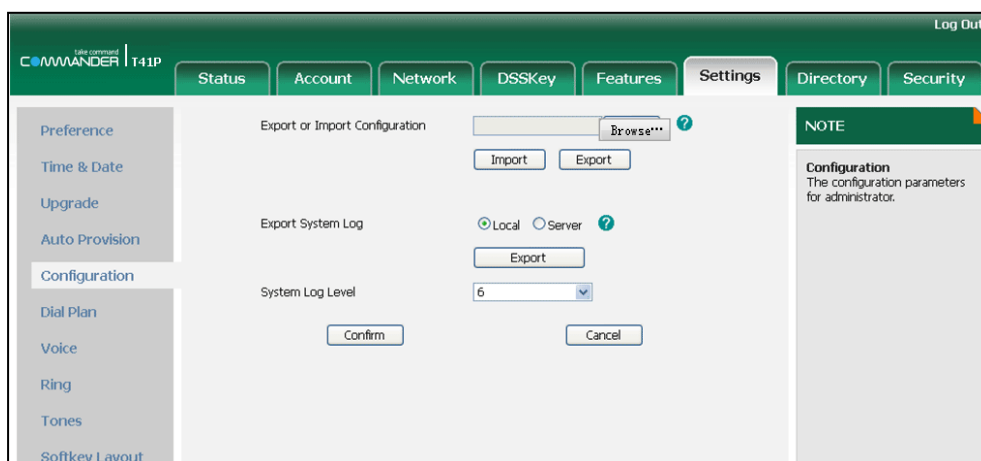 Log Out
take command
COMMANDER T41P
Status Account Network DSSKey Features Settings Directory Security
Preference
Time & Date
Upgrade
Auto Provision
Configuration
Dial Plan
Voice
Ring
Tones
Softkey Layout
Export or Import Configuration Browse... ?
Import Export
Export System Log Local Server ?
Export
System Log Level 6
Confirm Cancel
NOTE
Configuration
The configuration parameters
for administrator.